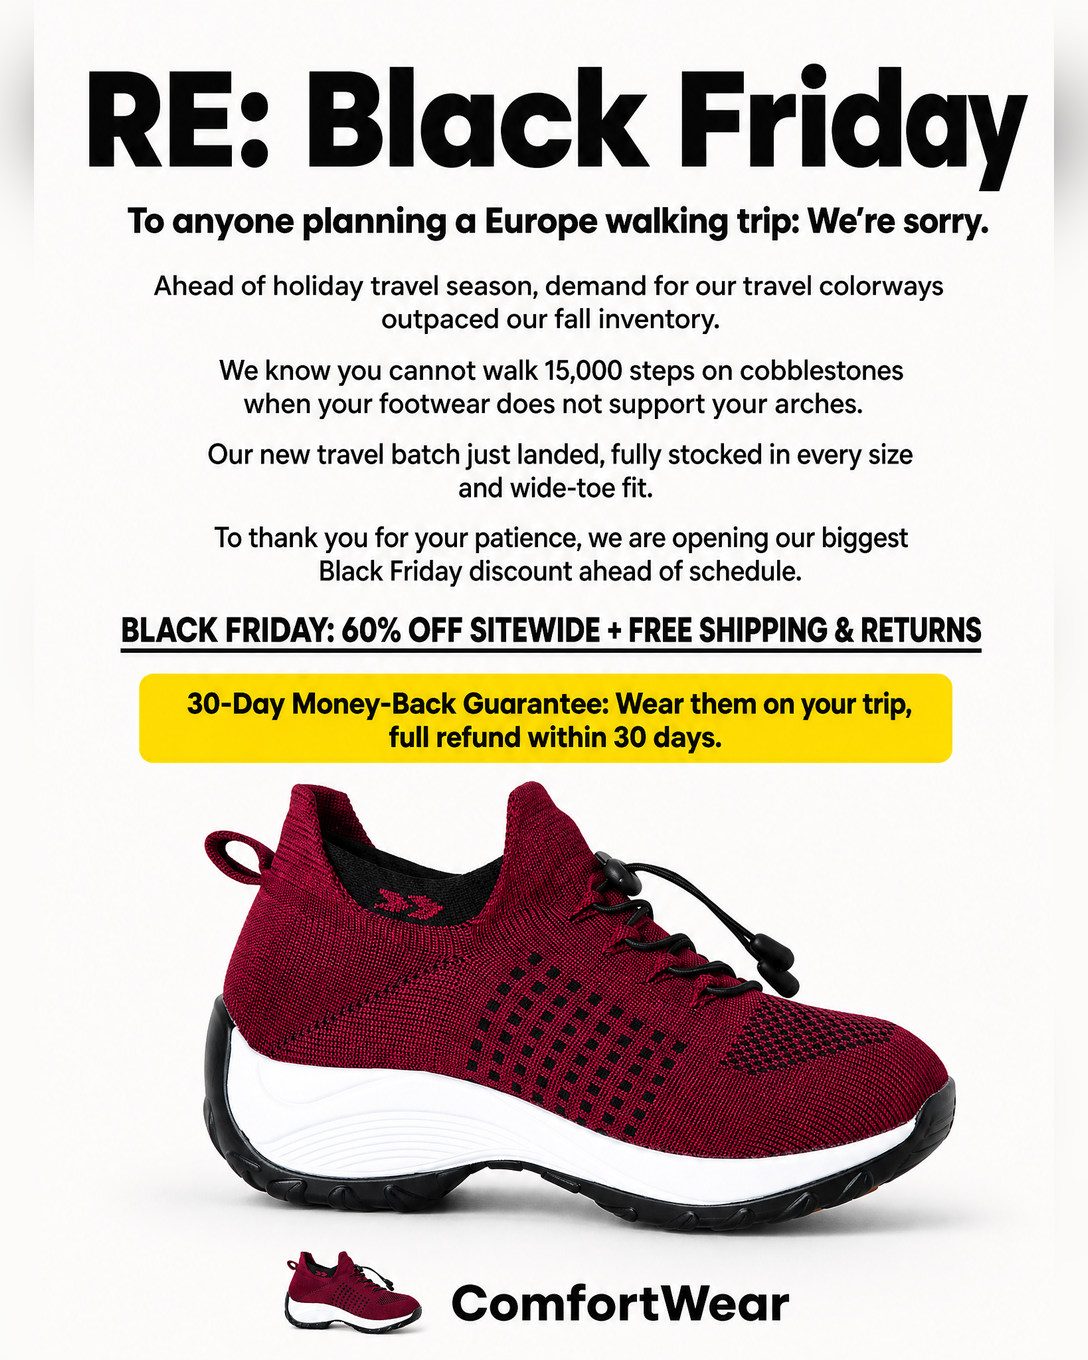 RE: Black Friday
To anyone planning a Europe walking trip: We’re sorry.
Ahead of holiday travel season, demand for our travel colorways
outpaced our fall inventory.
We know you cannot walk 15,000 steps on cobblestones
when your footwear does not support your arches.
Our new travel batch just landed, fully stocked in every size
and wide-toe fit.
To thank you for your patience, we are opening our biggest
Black Friday discount ahead of schedule.
BLACK FRIDAY: 60% OFF SITEWIDE + FREE SHIPPING & RETURNS
30-Day Money-Back Guarantee: Wear them on your trip,
full refund within 30 days.
ComfortWear